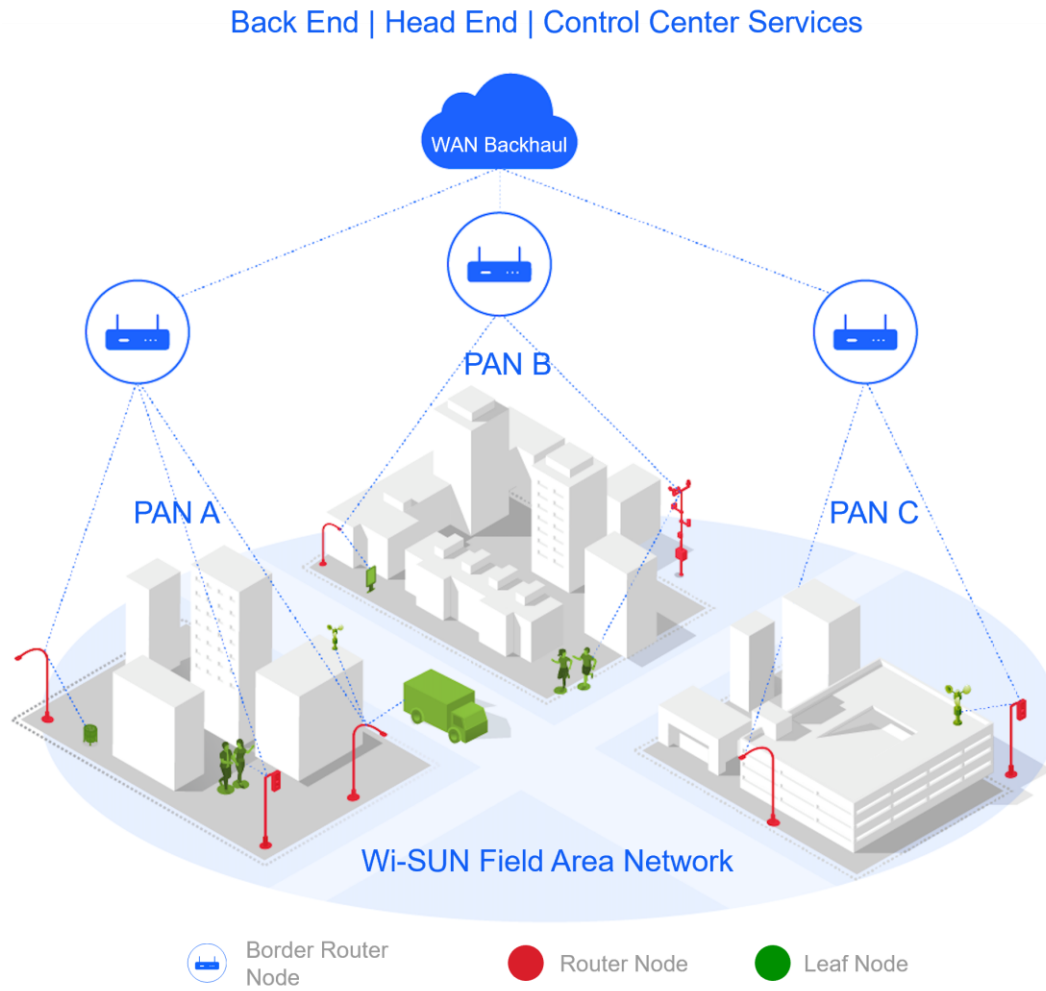 Back End | Head End | Control Center Services
WAN Backhaul
PAN B
PAN A
PAN C
Wi-SUN Field Area Network
Border Router
Node
Router Node
Leaf Node